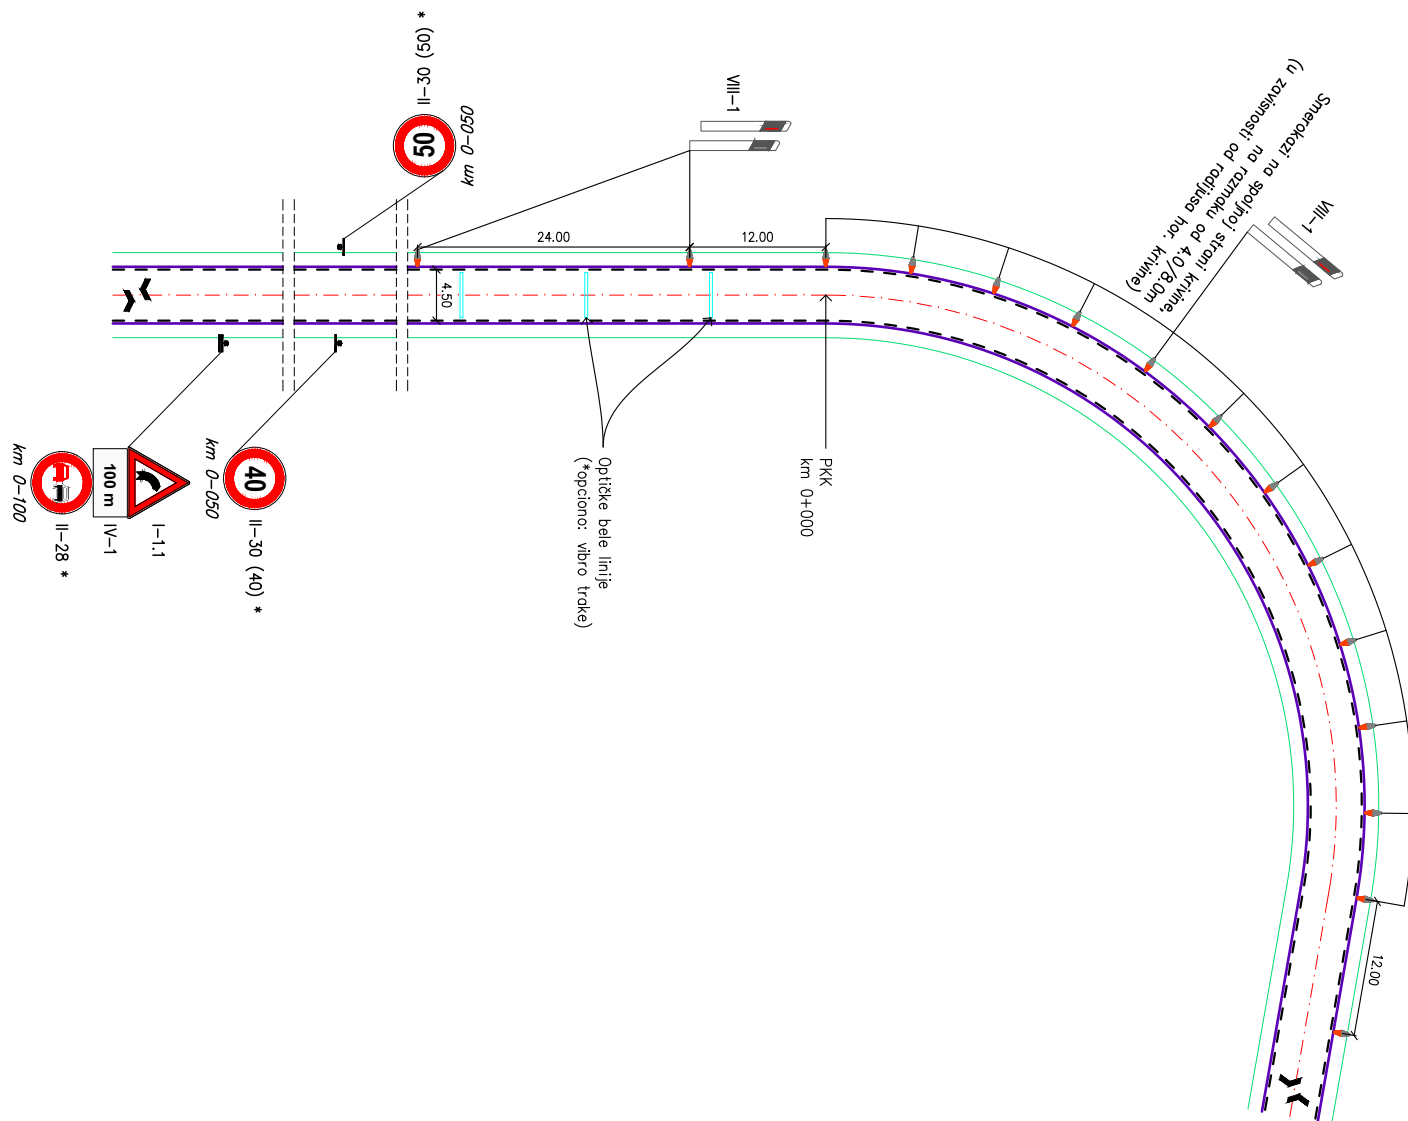 II-30 (50) *
50
km 0-050
VIII-1
24.00
12.00
4.50
Smerokazi na spoljnoj strani krivine,
na razmaku od 4.0/8.0m
(u zavisnosti od radijusa hor. krivine)
VIII-1
PKK
km 0+000
Optičke bele linije
(*opciono: vibro trake)
40
II-30 (40) *
km 0-050
I-1.1
100 m
IV-1
II-28 *
km 0-100
12.00